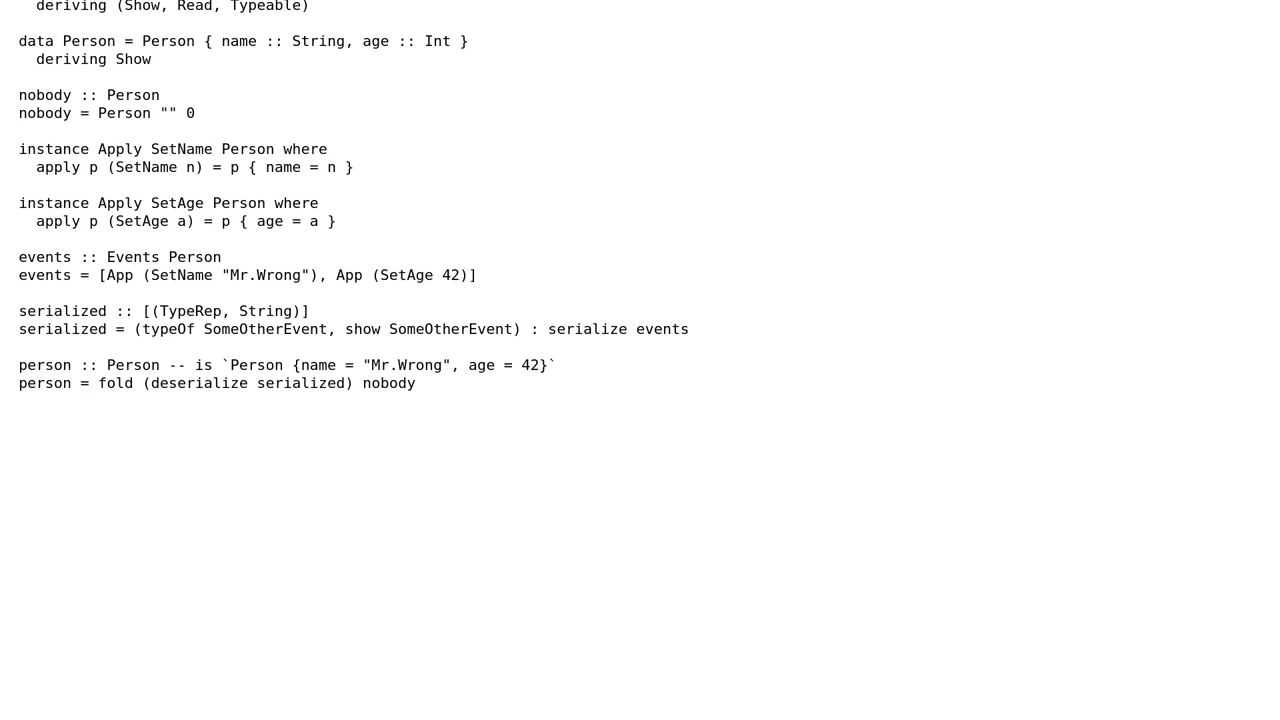 deriving (Show, Read, Typeable)

data Person = Person { name :: String, age :: Int }
  deriving Show

nobody :: Person
nobody = Person "" 0

instance Apply SetName Person where
  apply p (SetName n) = p { name = n }

instance Apply SetAge Person where
  apply p (SetAge a) = p { age = a }

events :: Events Person
events = [App (SetName "Mr.Wrong"), App (SetAge 42)]

serialized :: [(TypeRep, String)]
serialized = (typeOf SomeOtherEvent, show SomeOtherEvent) : serialize events

person :: Person -- is `Person {name = "Mr.Wrong", age = 42}`
person = fold (deserialize serialized) nobody